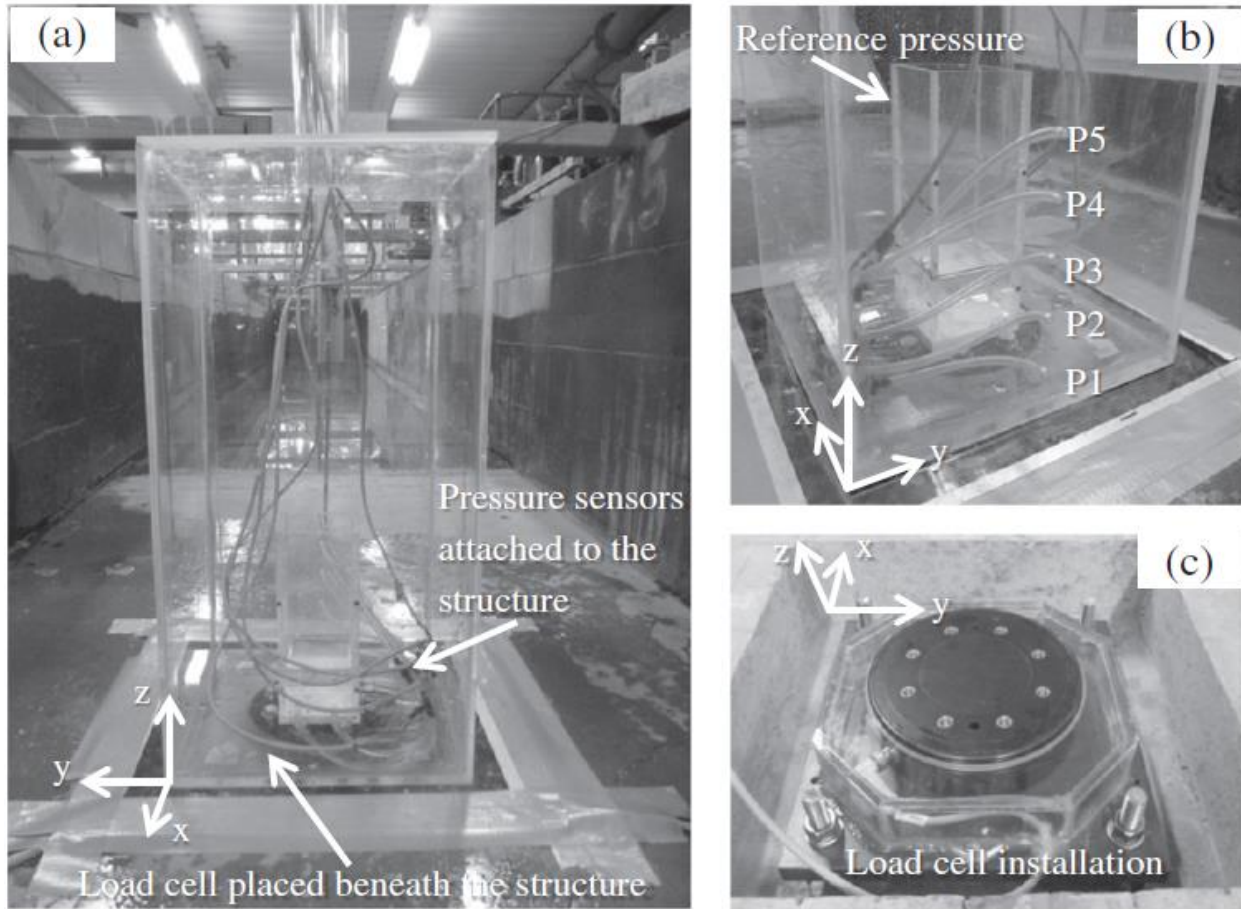 (a)
Pressure sensors
attached to the
structure
z
y
x
Load cell placed beneath the structure
(b)
Reference pressure
P5
P4
P3
P2
P1
z
x
y
(c)
z
x
y
Load cell installation